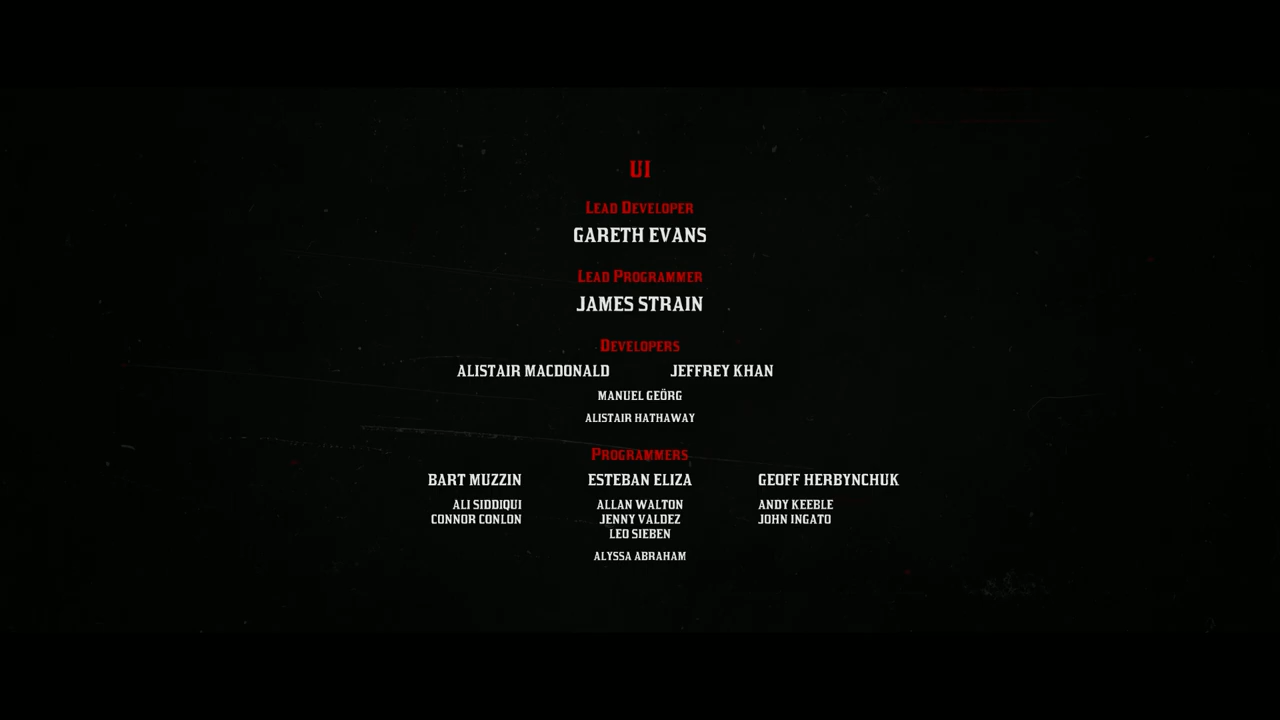 UI
LEAD DEVELOPER
GARETH EVANS
LEAD PROGRAMMER
JAMES STRAIN
DEVELOPERS
ALISTAIR MACDONALD JEFFREY KHAN
MANUEL GEÖRG
ALISTAIR HATHAWAY
PROGRAMMERS
BART MUZZIN ESTEBAN ELIZA GEOFF HERBYNCHUK
ALI SIDDIQUI ALLAN WALTON ANDY KEEBLE
CONNOR CONLON JENNY VALDEZ JOHN INGATO
LEO SIEBEN
ALYSSA ABRAHAM